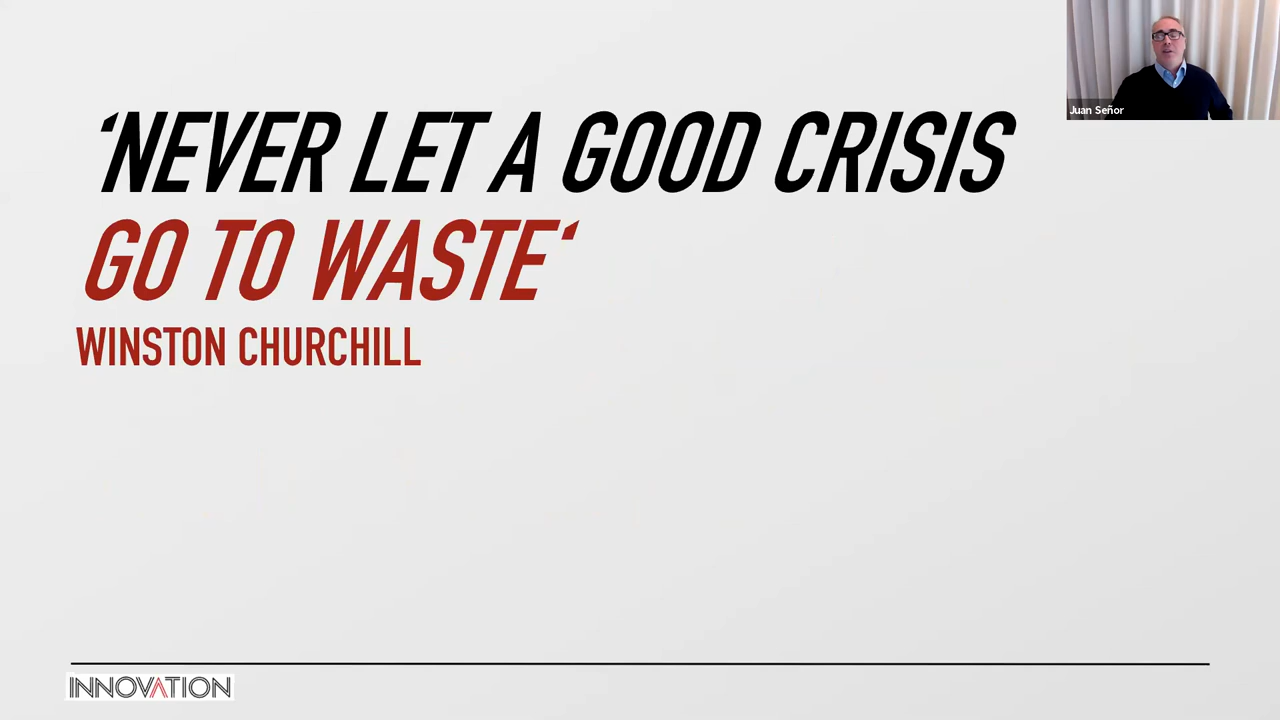 ‘NEVER LET A GOOD CRISIS
GO TO WASTE‘
WINSTON CHURCHILL
Juan Señor
INNOVATION